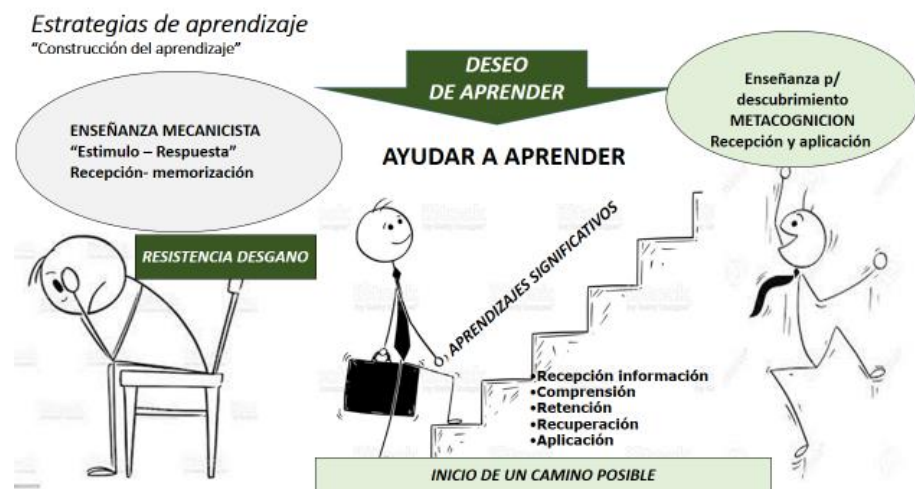 Estrategias de aprendizaje
“Construcción del aprendizaje”
DESEO
DE APRENDER
Enseñanza p/
descubrimiento
METACOGNICION
Recepción y aplicación
ENSEÑANZA MECANICISTA
“Estimulo – Respuesta”
Recepción- memorización
AYUDAR A APRENDER
RESISTENCIA DESGANO
APRENDIZAJES SIGNIFICATIVOS
•Recepción información
•Comprensión
•Retención
•Recuperación
•Aplicación
INICIO DE UN CAMINO POSIBLE